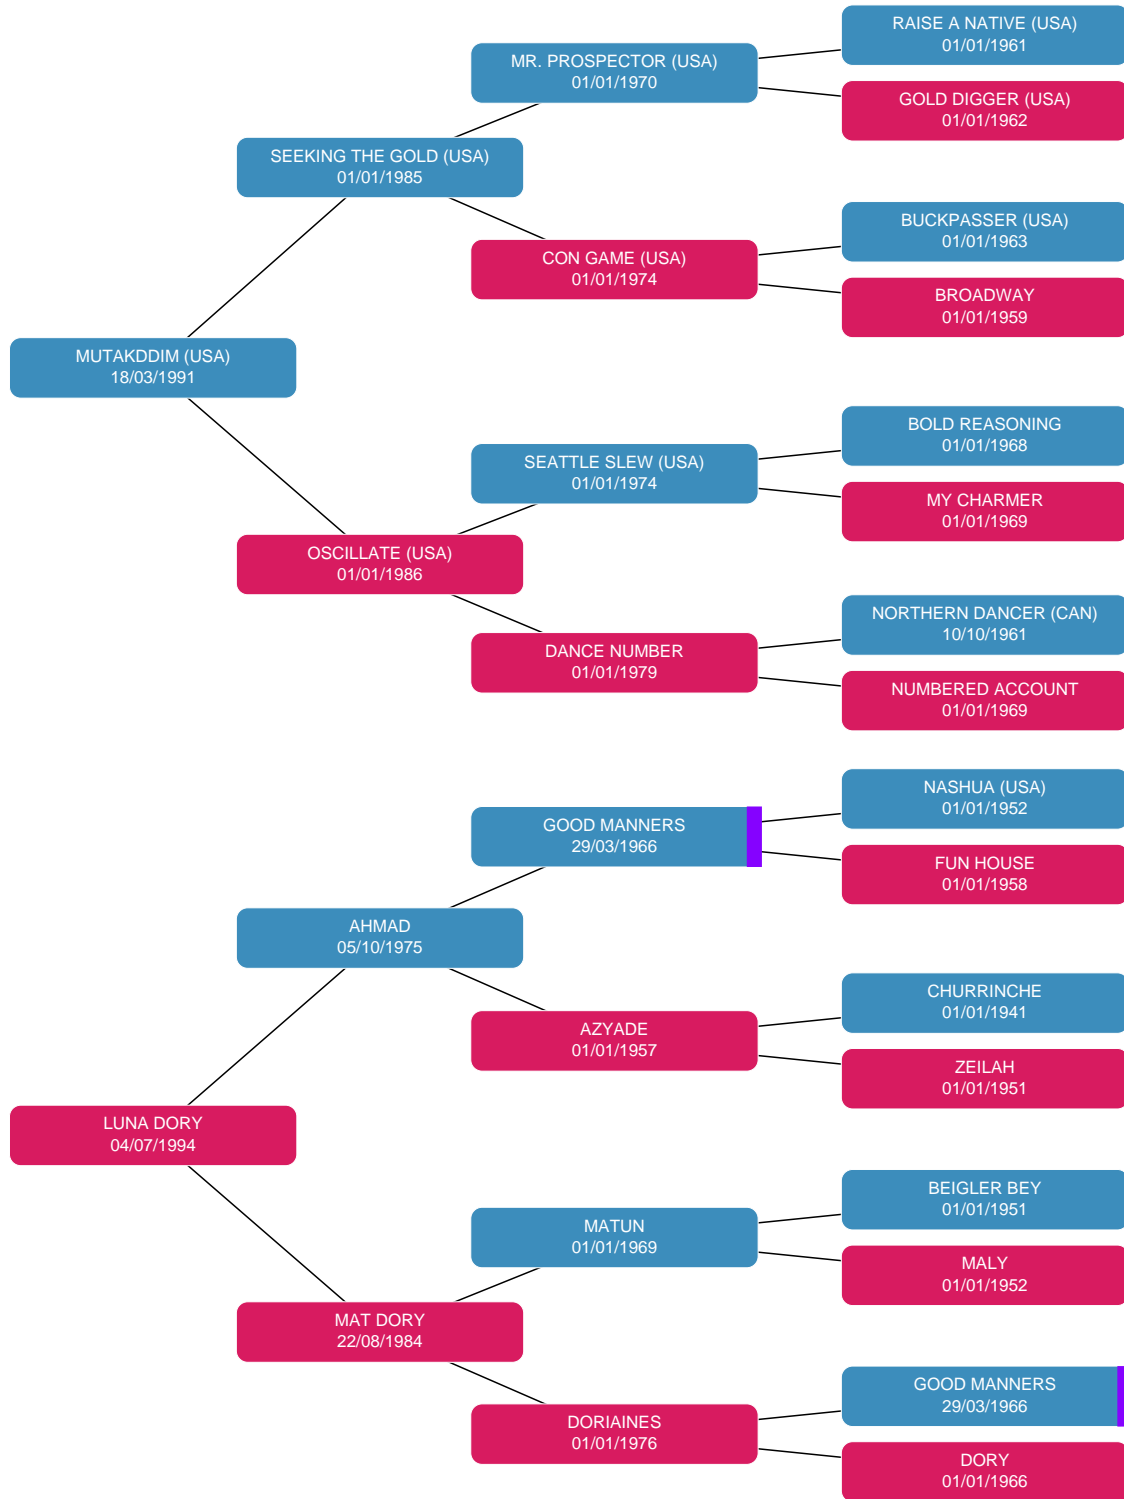 RAISE A NATIVE (USA)
01/01/1961
MR. PROSPECTOR (USA)
01/01/1970
GOLD DIGGER (USA)
01/01/1962
SEEKING THE GOLD (USA)
01/01/1985
BUCKPASSER (USA)
01/01/1963
CON GAME (USA)
01/01/1974
BROADWAY
01/01/1959
MUTAKDDIM (USA)
18/03/1991
BOLD REASONING
01/01/1968
SEATTLE SLEW (USA)
01/01/1974
MY CHARMER
01/01/1969
OSCILLATE (USA)
01/01/1986
NORTHERN DANCER (CAN)
10/10/1961
DANCE NUMBER
01/01/1979
NUMBERED ACCOUNT
01/01/1969
NASHUA (USA)
01/01/1952
GOOD MANNERS
29/03/1966
FUN HOUSE
01/01/1958
AHMAD
05/10/1975
CHURRINCHE
01/01/1941
AZYADE
01/01/1957
ZEILAH
01/01/1951
LUNA DORY
04/07/1994
BEIGLER BEY
01/01/1951
MATUN
01/01/1969
MALY
01/01/1952
MAT DORY
22/08/1984
GOOD MANNERS
29/03/1966
DORIAINES
01/01/1976
DORY
01/01/1966